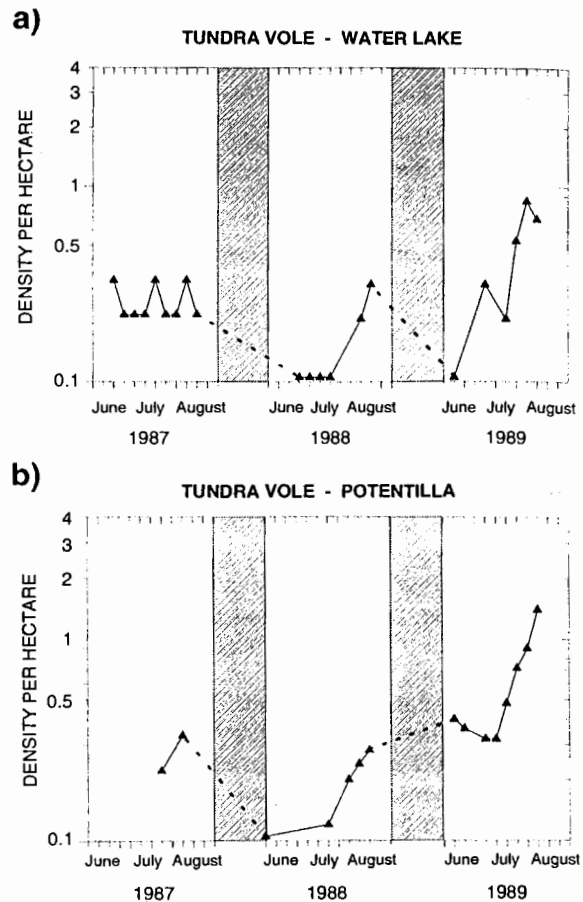 a)
TUNDRA VOLE - WATER LAKE
DENSITY PER HECTARE
4
3
2
1
0.5
0.1
June July August June July August June July August
1987 1988 1989
b)
TUNDRA VOLE - POTENTILLA
DENSITY PER HECTARE
4
3
2
1
0.5
0.1
June July August June July August June July August
1987 1988 1989